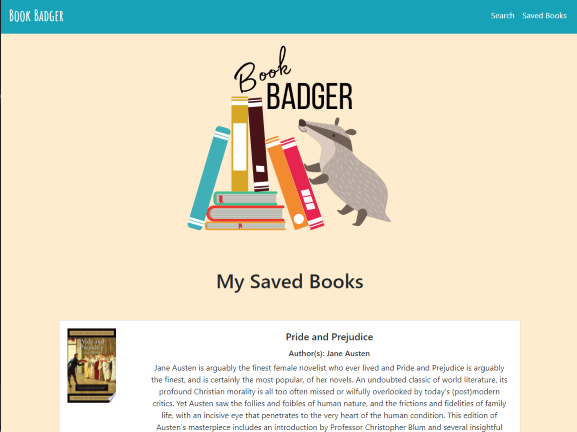 Book Badger
Search Saved Books
Book
BADGER
My Saved Books
Pride and Prejudice
Author(s): Jane Austen
Jane Austen is arguably the finest female novelist who ever lived and Pride and Prejudice is arguably
the finest, and is certainly the most popular, of her novels. An undoubted classic of world literature, its
profound Christian morality is all too often missed or wilfully overlooked by today's (post)modern
critics. Yet Austen saw the follies and foibles of human nature, and the frictions and fidelities of family
life, with an incisive eye that penetrates to the very heart of the human condition. This edition of
Austen's masterpiece includes an introduction by Professor Christopher Blum and several insightful